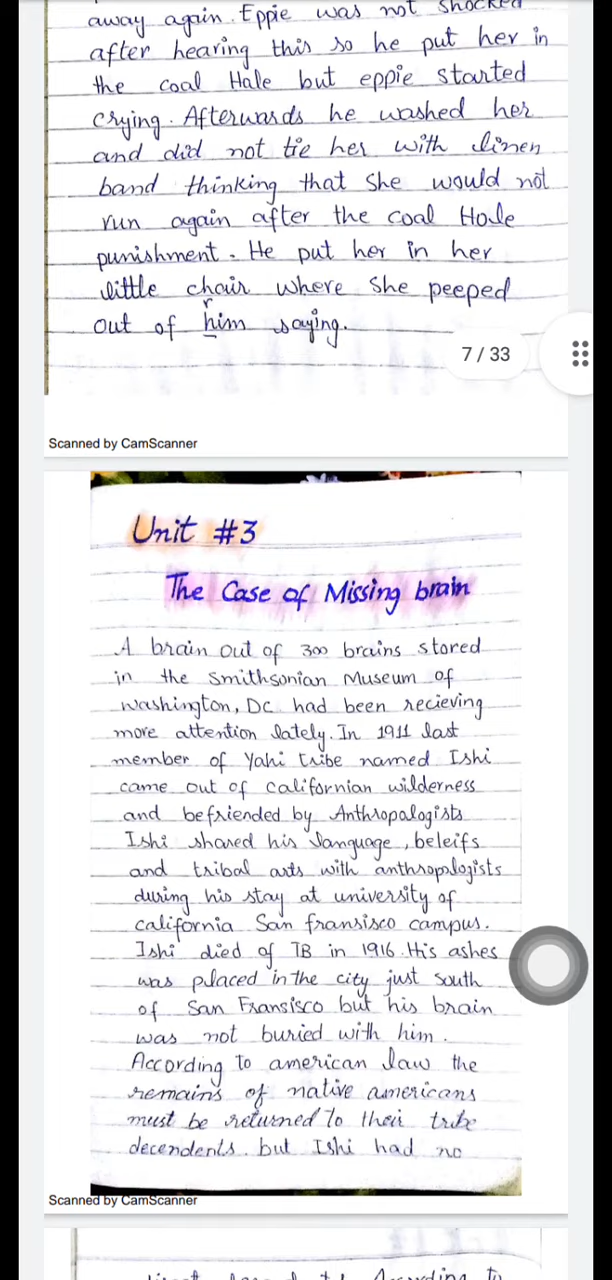 away again. Eppie was not shocked
after hearing this so he put her in
the coal Hale but eppie started
crying. Afterwards he washed her
and did not tie her with linen
band thinking that she would not
run again after the coal Hole
punishment. He put her in her
little chair where she peeped
out of him saying.
7 / 33
Scanned by CamScanner
Unit #3
The Case of Missing brain
A brain out of 300 brains stored
in the Smithsonian Museum of
washington, DC had been recieving
more attention lately. In 1911 last
member of Yahi tribe named Ishi
came out of californian wilderness
and befriended by Anthropalogists
Ishi shared his language, beleifs
and tribal arts with anthropologists
during his stay at university of
california San fransisco campus.
Ishi died of TB in 1916. His ashes
was placed in the city just south
of San Fransisco but his brain
was not buried with him.
According to american law the
remains of native americans
must be returned to their tribe
decendents. but Ishi had no
Scanned by CamScanner
According to